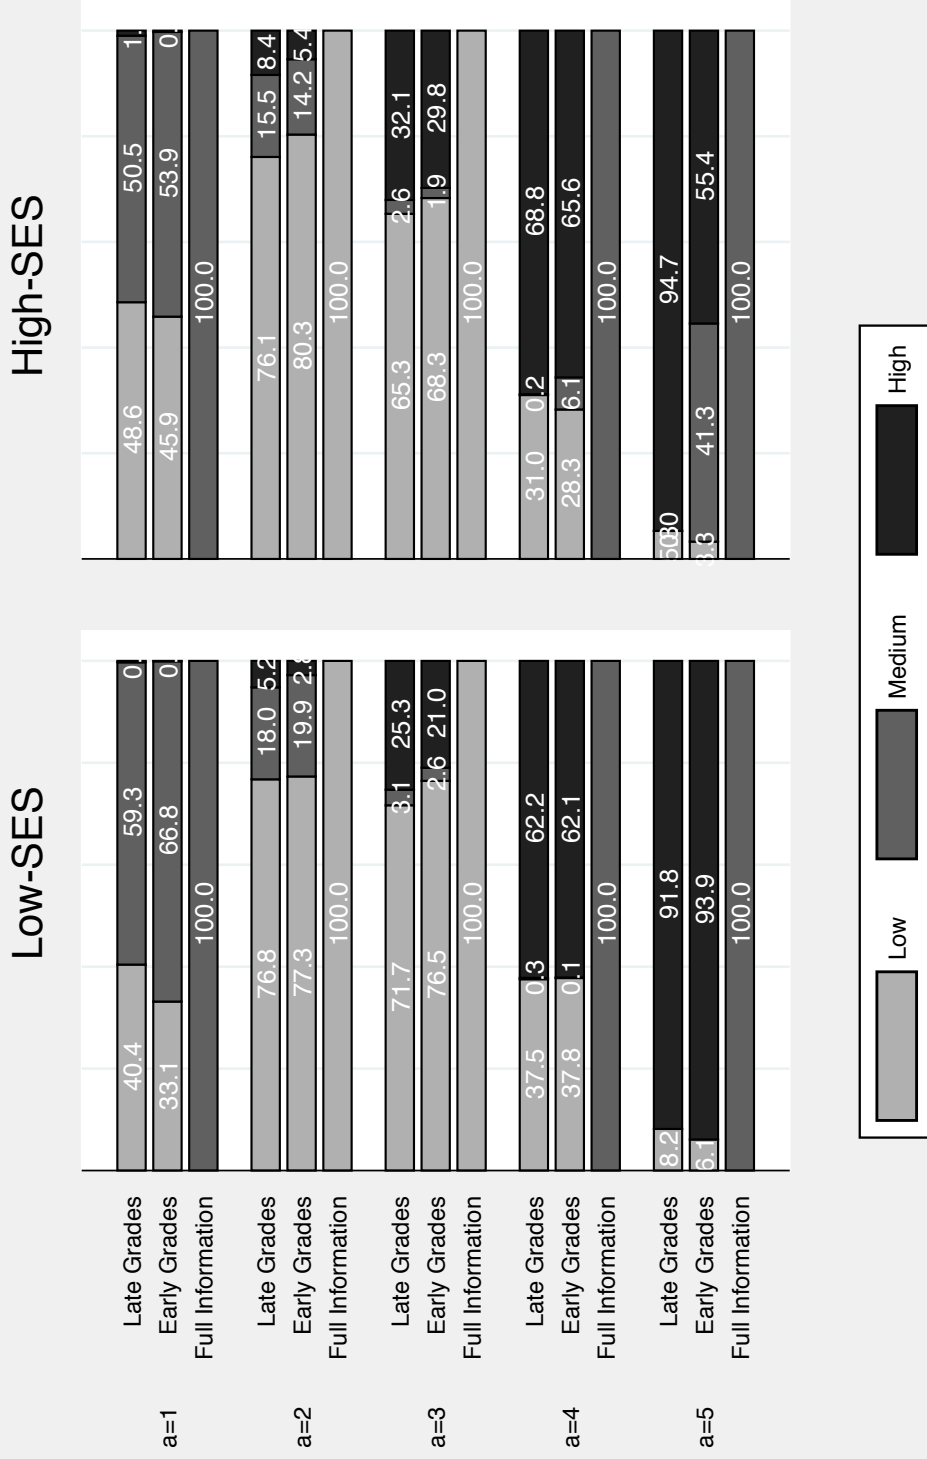 Low-SES High-SES
Late Grades 40.4 59.3 48.6 50.5
a=1 Early Grades 33.1 66.8 45.9 53.9
Full Information 100.0 100.0
Late Grades 76.8 18.0 5.2 76.1 15.5 8.4
a=2 Early Grades 77.3 19.9 80.3 14.2 5.4
Full Information 100.0 100.0
Late Grades 71.7 3.1 25.3 65.3 2.6 32.1
a=3 Early Grades 76.5 2.6 21.0 68.3 1.9 29.8
Full Information 100.0 100.0
Late Grades 37.5 0.3 62.2 31.0 0.2 68.8
a=4 Early Grades 37.8 0.1 62.1 28.3 6.1 65.6
Full Information 100.0 100.0
Late Grades 8.2 91.8 94.7
a=5 Early Grades 6.1 93.9 3.3 41.3 55.4
Full Information 100.0 100.0
Low Medium High